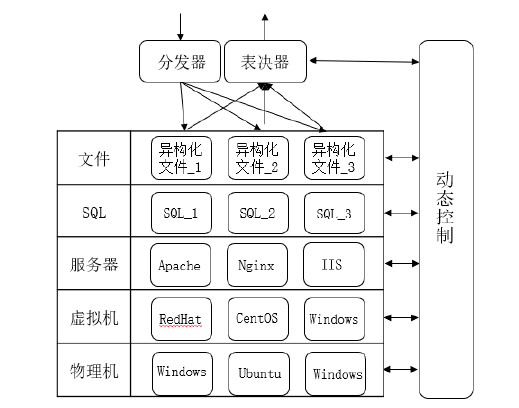 分发器
表决器
文件
异构化
文件_1
异构化
文件_2
异构化
文件_3
SQL
SQL_1
SQL_2
SQL_3
服务器
Apache
Nginx
IIS
虚拟机
RedHat
CentOS
Windows
物理机
Windows
Ubuntu
Windows
动态控制